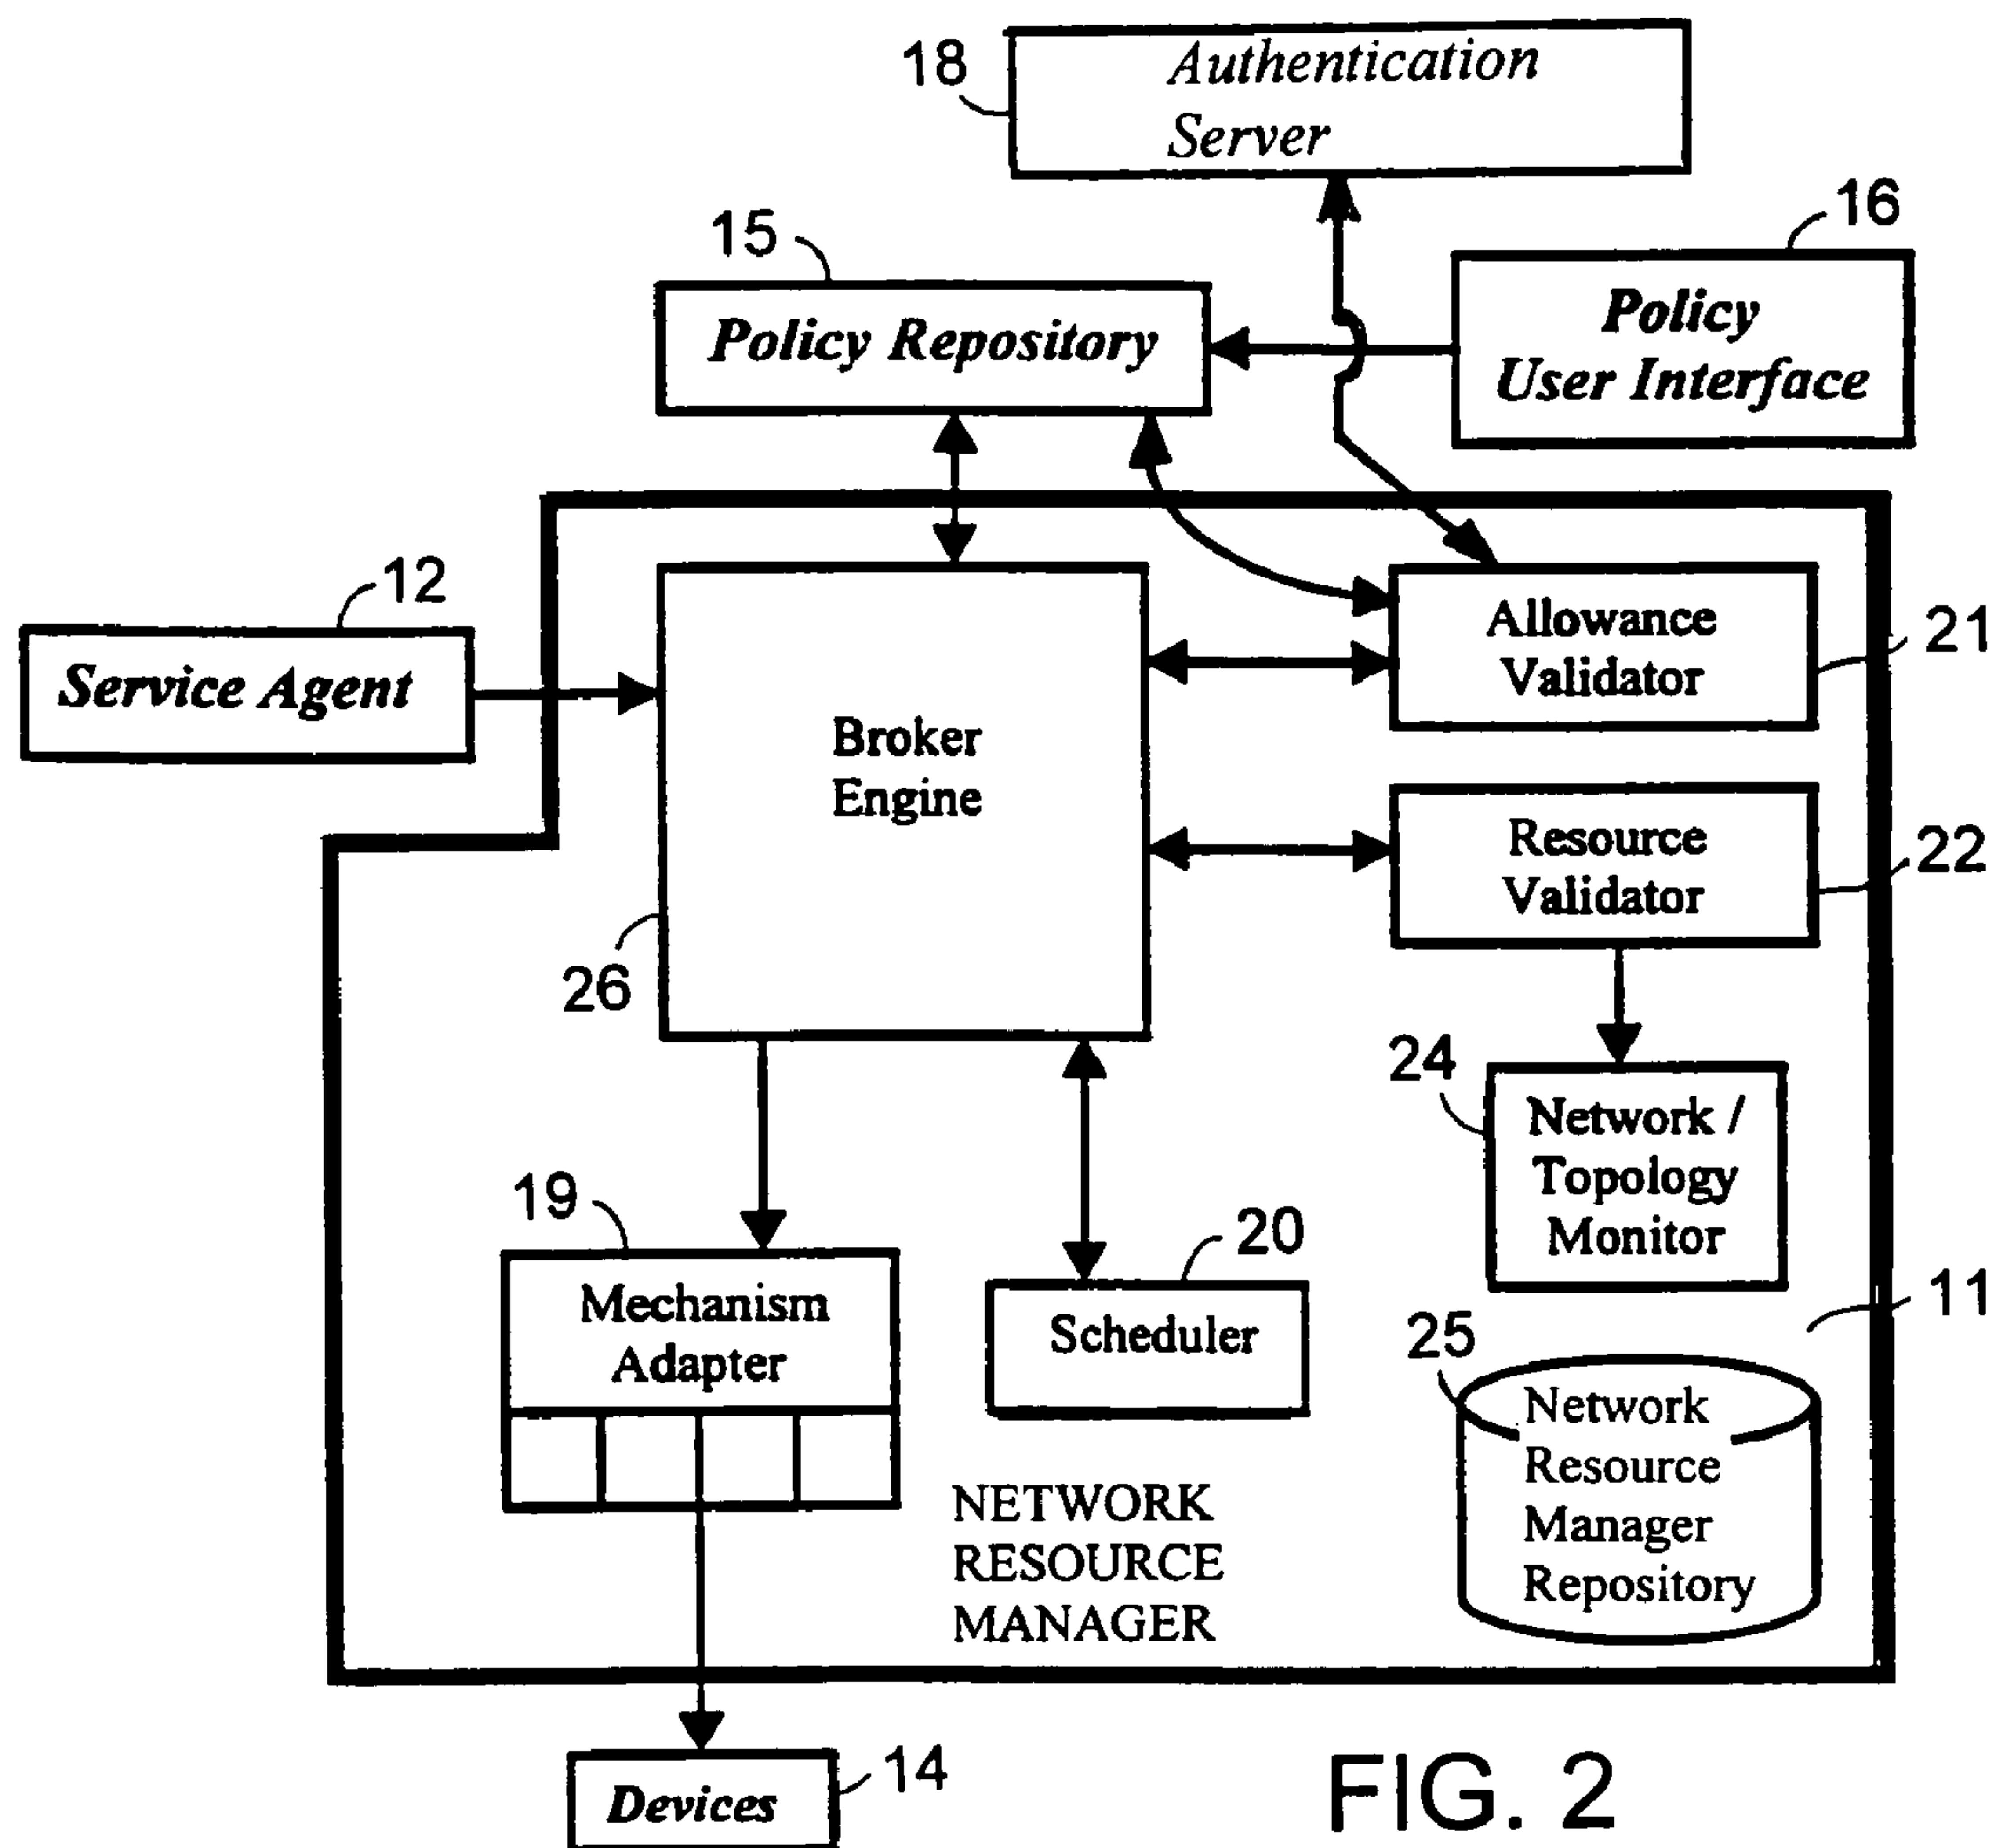 18
Authentication
Server
15
16
Policy Repository
Policy
User Interface
12
Service Agent
Broker
Engine
Allowance
Validator
21
Resource
Validator
22
26
24
Network /
Topology
Monitor
19
Mechanism
Adapter
20
Scheduler
11
25
Network
Resource
Manager
Repository
NETWORK
RESOURCE
MANAGER
Devices
14
FIG. 2